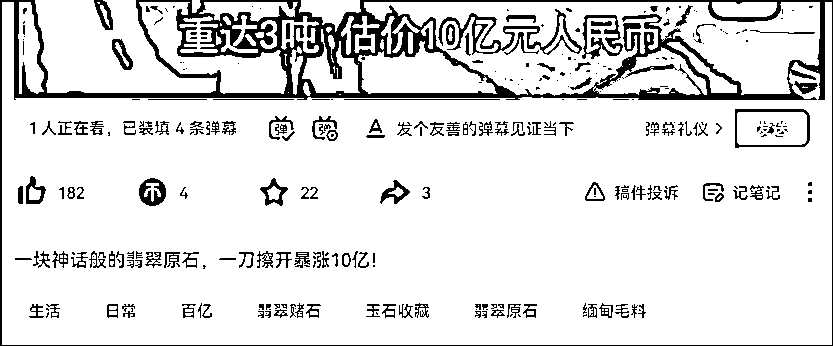 重达3吨 估价10亿元人民币
1人正在看，已装填 4 条弹幕 弹 弹 A 发个友善的弹幕见证当下 弹幕礼仪 > 发送
182 币 4 22 3 稿件投诉 记笔记
一块神话般的翡翠原石，一刀擦开暴涨10亿!
生活 日常 百亿 翡翠赌石 玉石收藏 翡翠原石 缅甸毛料